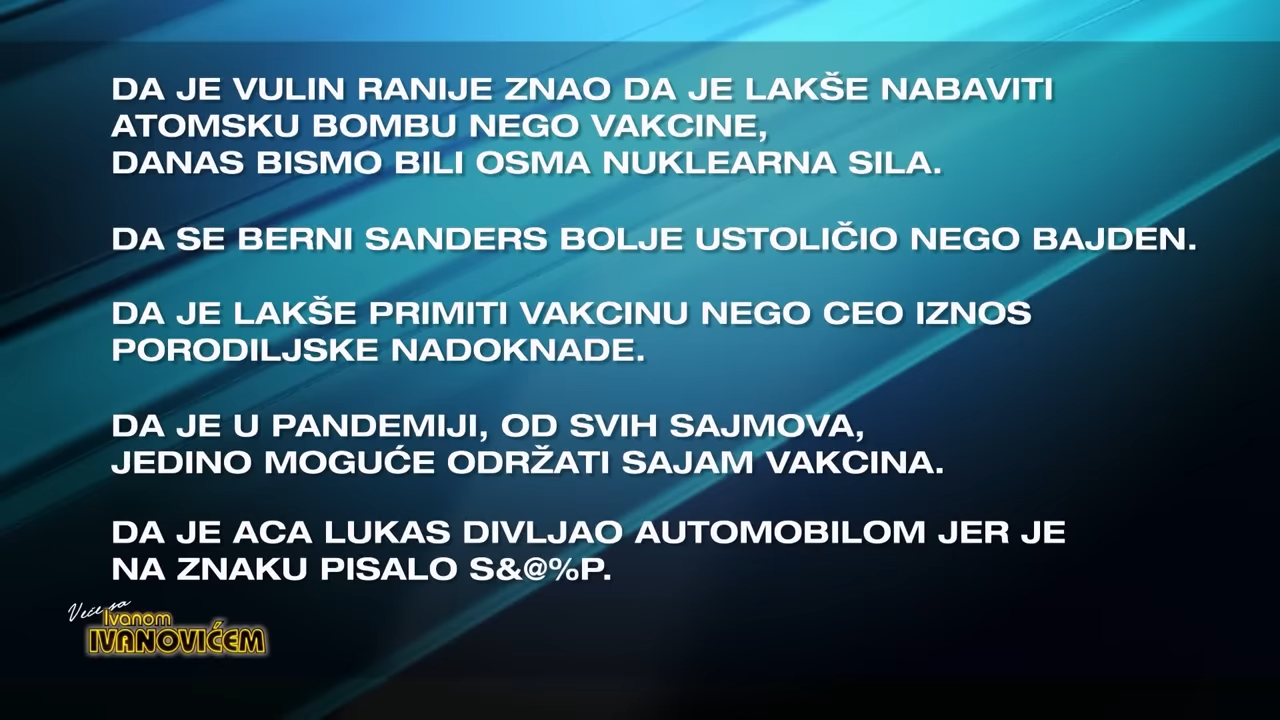 DA JE VULIN RANIJE ZNAO DA JE LAKŠE NABAVITI
ATOMSKU BOMBU NEGO VAKCINE,
DANAS BISMO BILI OSMA NUKLEARNA SILA.
DA SE BERNI SANDERS BOLJE USTOLIČIO NEGO BAJDEN.
DA JE LAKŠE PRIMITI VAKCINU NEGO CEO IZNOS
PORODILJSKE NADOKNADE.
DA JE U PANDEMIJI, OD SVIH SAJMOVA,
JEDINO MOGUĆE ODRŽATI SAJAM VAKCINA.
DA JE ACA LUKAS DIVLJAO AUTOMOBILOM JER JE
NA ZNAKU PISALO S&@%P.
Veče sa
Ivanom
IVANOVIĆEM